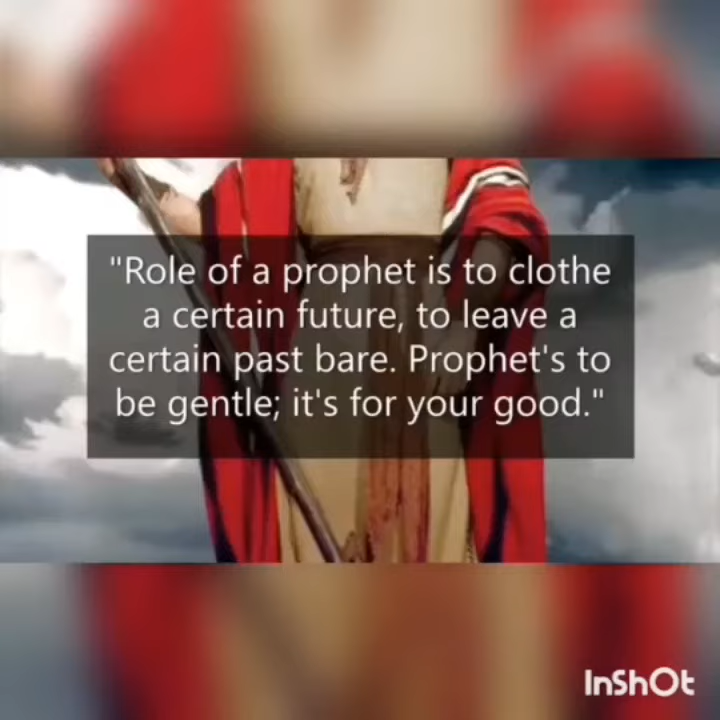 "Role of a prophet is to clothe
a certain future, to leave a
certain past bare. Prophet's to
be gentle; it's for your good."
InShOt